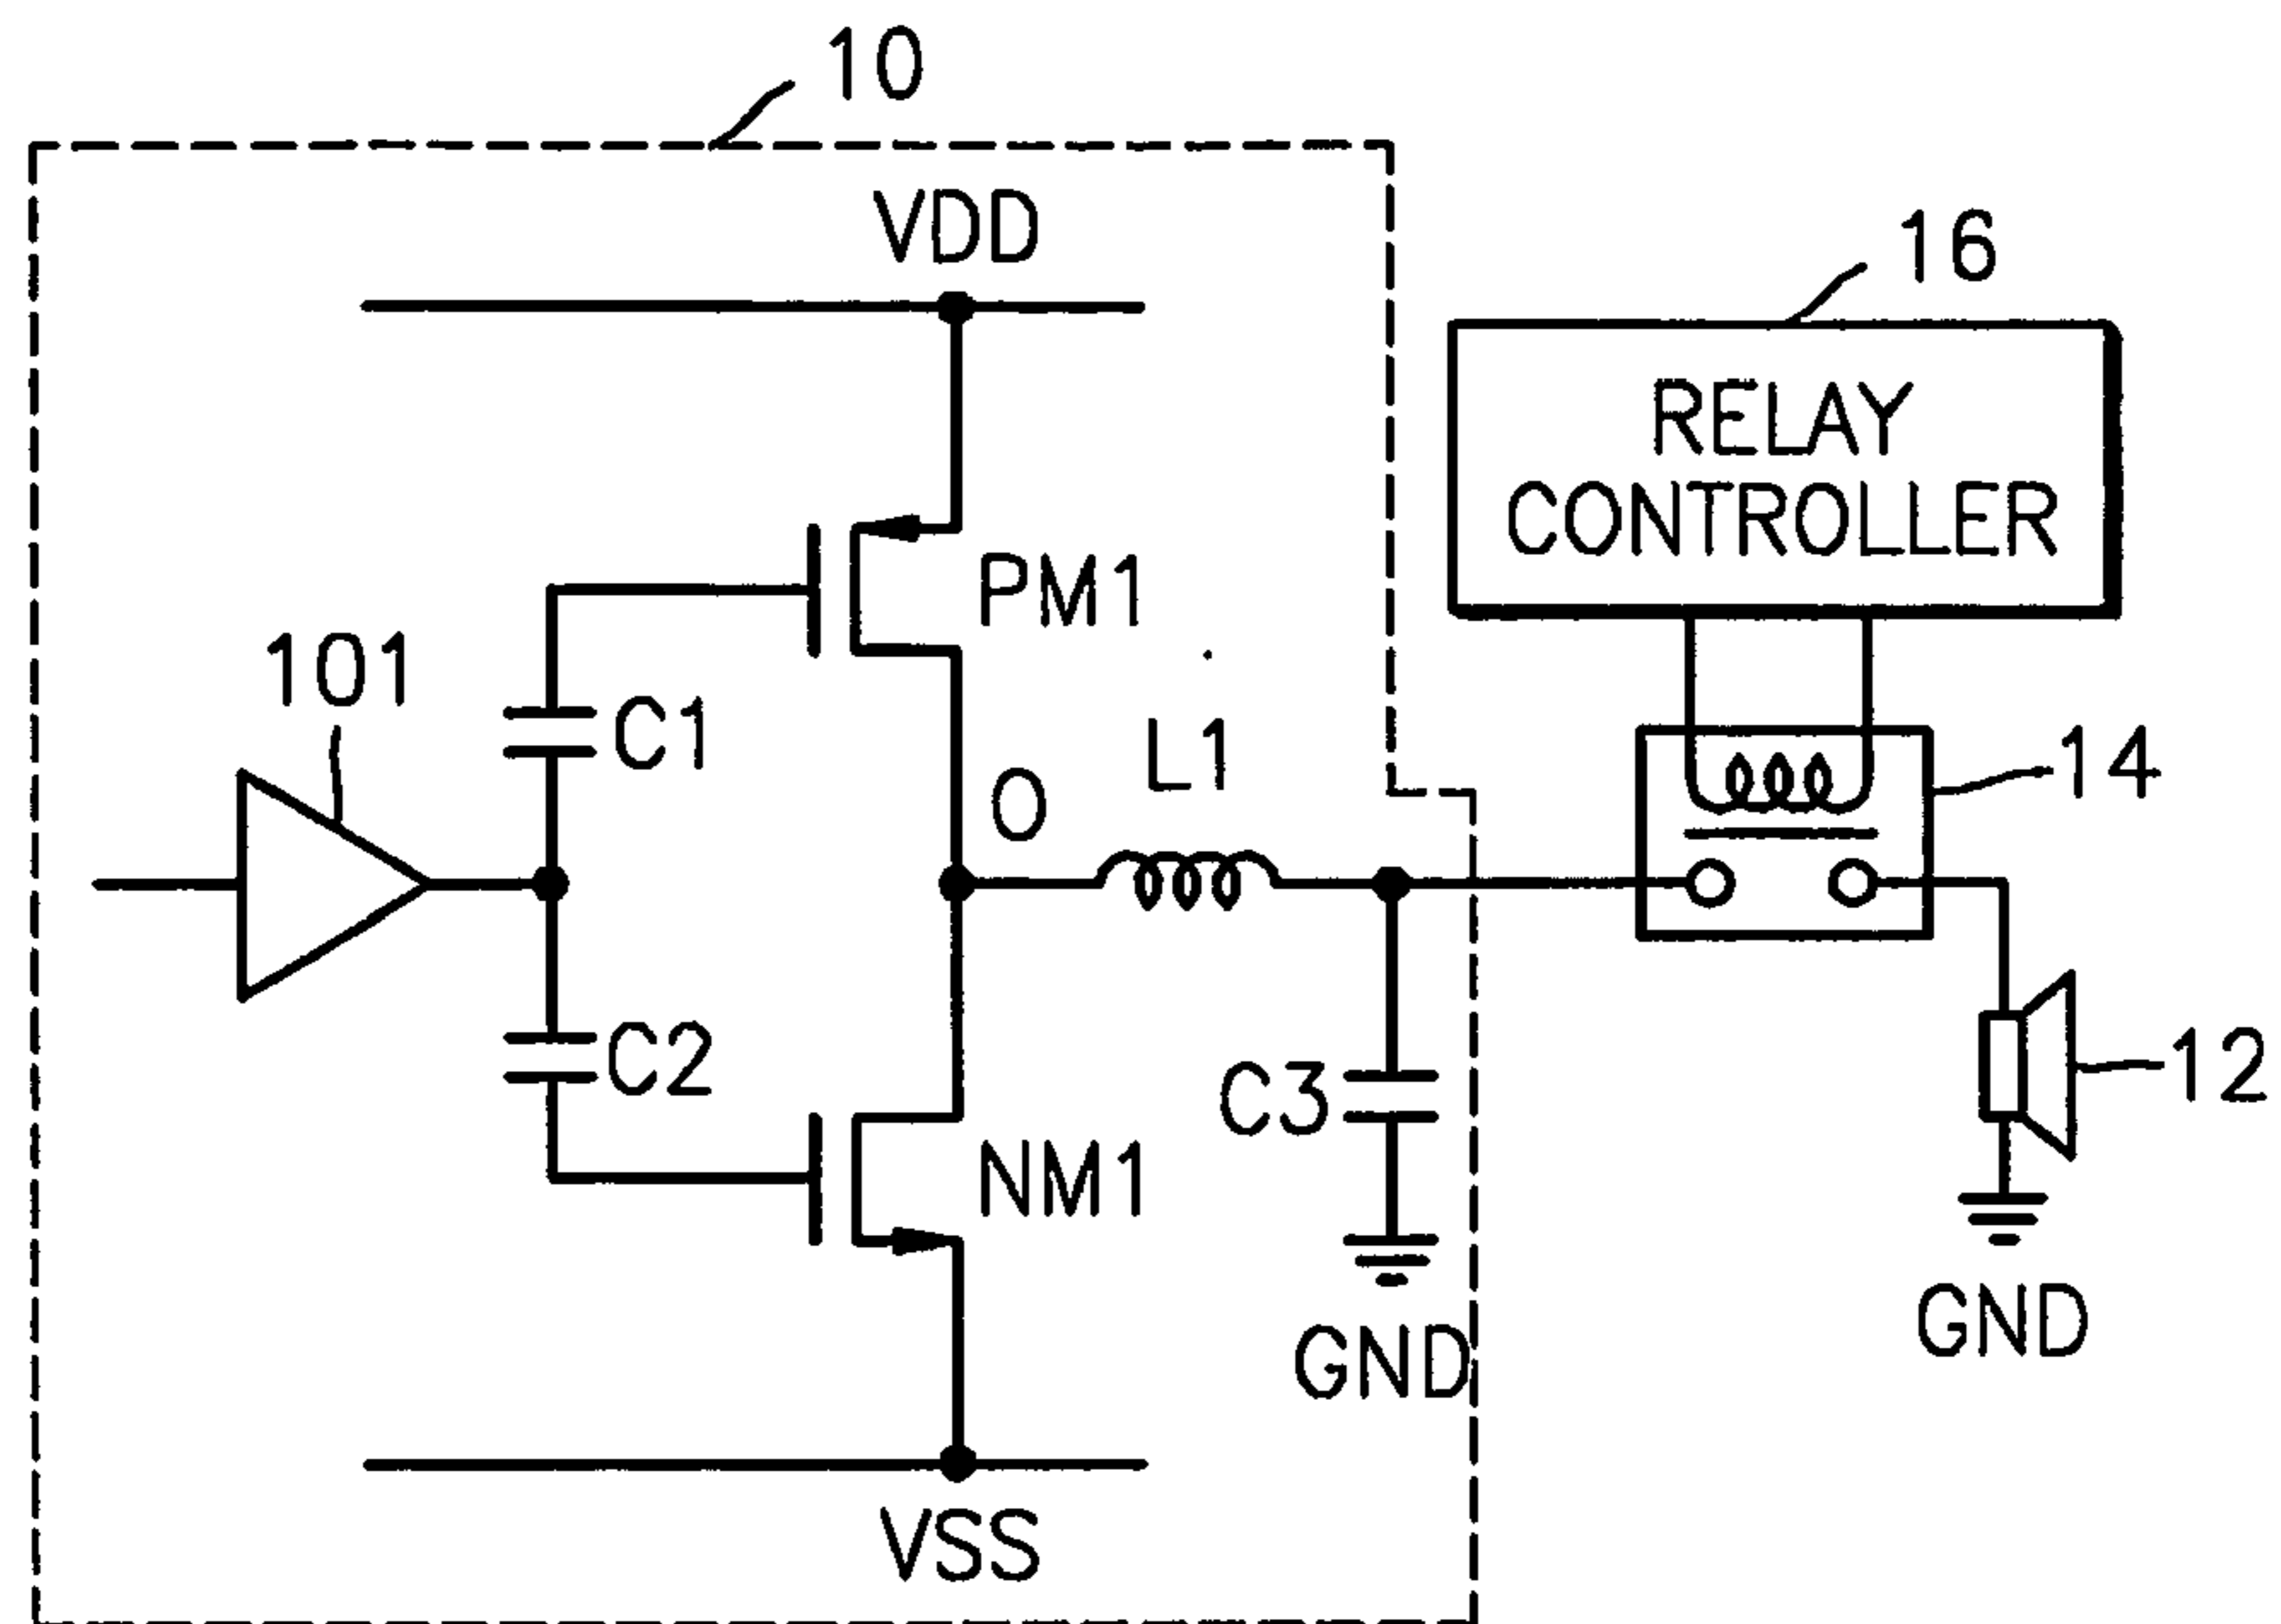 10
VDD
16
RELAY
CONTROLLER
PM1
101
C1
L1
14
O
C2
C3
12
NM1
GND
GND
VSS